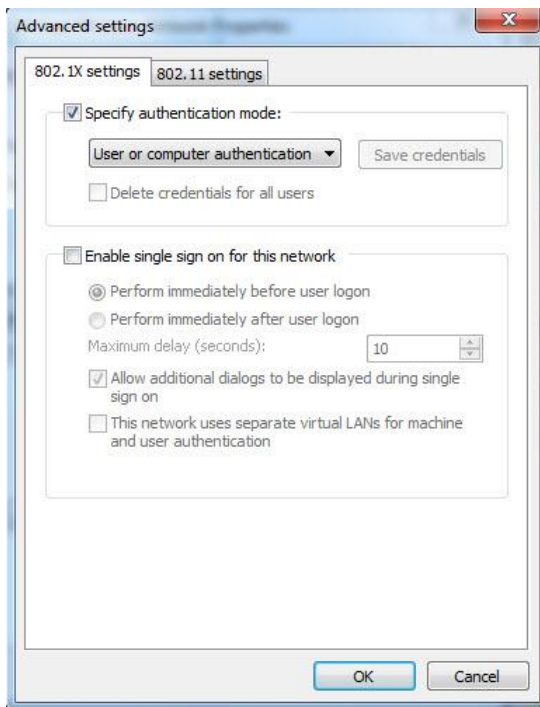 Advanced settings
802.1X settings
802.11 settings
Specify authentication mode:
User or computer authentication
Save credentials
Delete credentials for all users
Enable single sign on for this network
Perform immediately before user logon
Perform immediately after user logon
Maximum delay (seconds):
10
Allow additional dialogs to be displayed during single
sign on
This network uses separate virtual LANs for machine
and user authentication
OK
Cancel